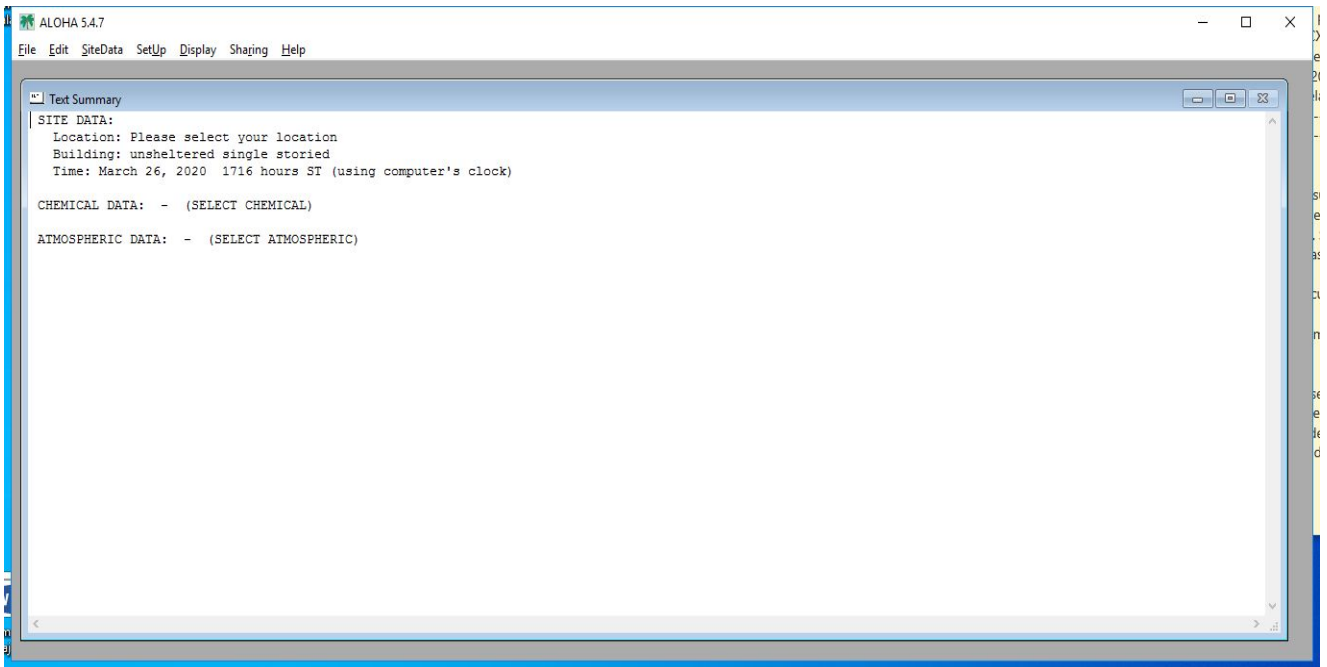 ALOHA 5.4.7
File Edit SiteData SetUp Display Sharing Help
Text Summary
SITE DATA:
Location: Please select your location
Building: unsheltered single storied
Time: March 26, 2020 1716 hours ST (using computer's clock)
CHEMICAL DATA: - (SELECT CHEMICAL)
ATMOSPHERIC DATA: - (SELECT ATMOSPHERIC)